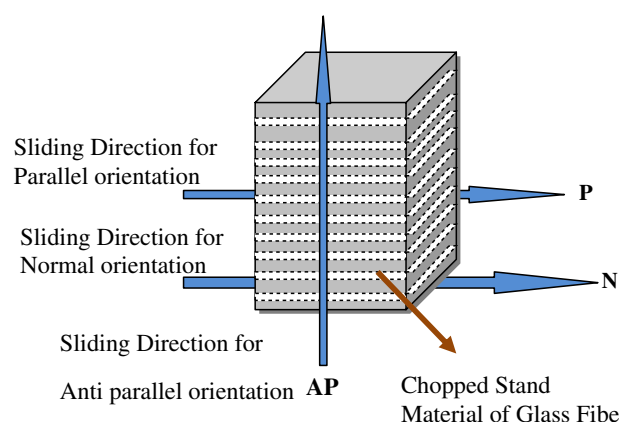 Sliding Direction for
Parallel orientation
P
Sliding Direction for
Normal orientation
N
Sliding Direction for
Anti parallel orientation AP
Chopped Stand
Material of Glass Fibe